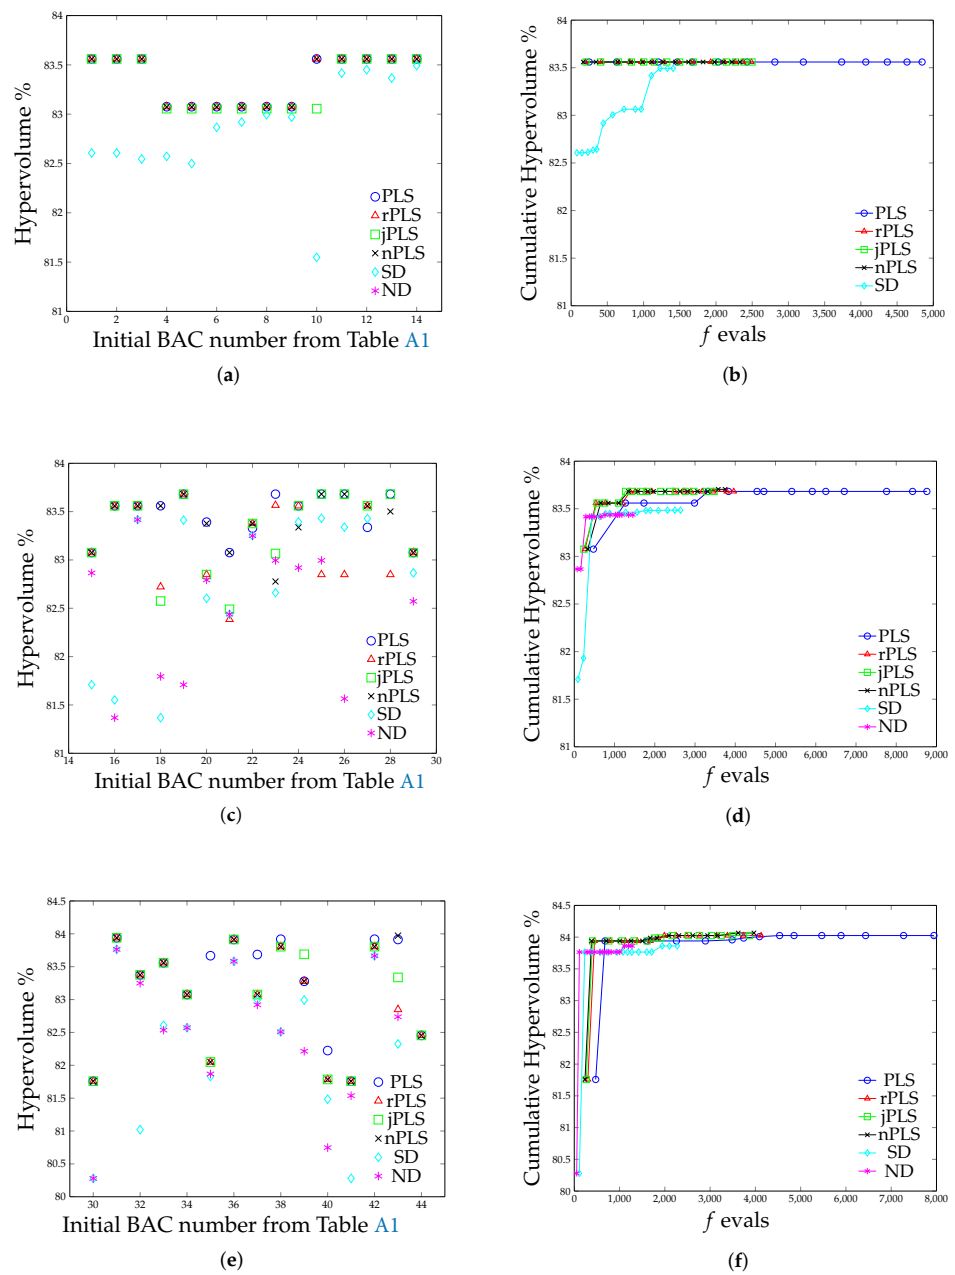 84
83.5
83
82.5
82
81.5
81
0
2
4
6
8
10
12
14
Hypervolume %
Initial BAC number from Table A1
PLS
rPLS
jPLS
nPLS
SD
ND
(a)
84
83.5
83
82.5
82
81.5
81
0
500
1,000
1,500
2,000
2,500
3,000
3,500
4,000
4,500
5,000
Cumulative Hypervolume %
f evals
PLS
rPLS
jPLS
nPLS
SD
(b)
84
83.5
83
82.5
82
81.5
81
14
16
18
20
22
24
26
28
30
Hypervolume %
Initial BAC number from Table A1
PLS
rPLS
jPLS
nPLS
SD
ND
(c)
84
83.5
83
82.5
82
81.5
81
0
1,000
2,000
3,000
4,000
5,000
6,000
7,000
8,000
9,000
Cumulative Hypervolume %
f evals
PLS
rPLS
jPLS
nPLS
SD
ND
(d)
84.5
84
83.5
83
82.5
82
81.5
81
80.5
80
30
32
34
36
38
40
42
44
Hypervolume %
Initial BAC number from Table A1
PLS
rPLS
jPLS
nPLS
SD
ND
(e)
84.5
84
83.5
83
82.5
82
81.5
81
80.5
80
0
1,000
2,000
3,000
4,000
5,000
6,000
7,000
8,000
Cumulative Hypervolume %
f evals
PLS
rPLS
jPLS
nPLS
SD
ND
(f)